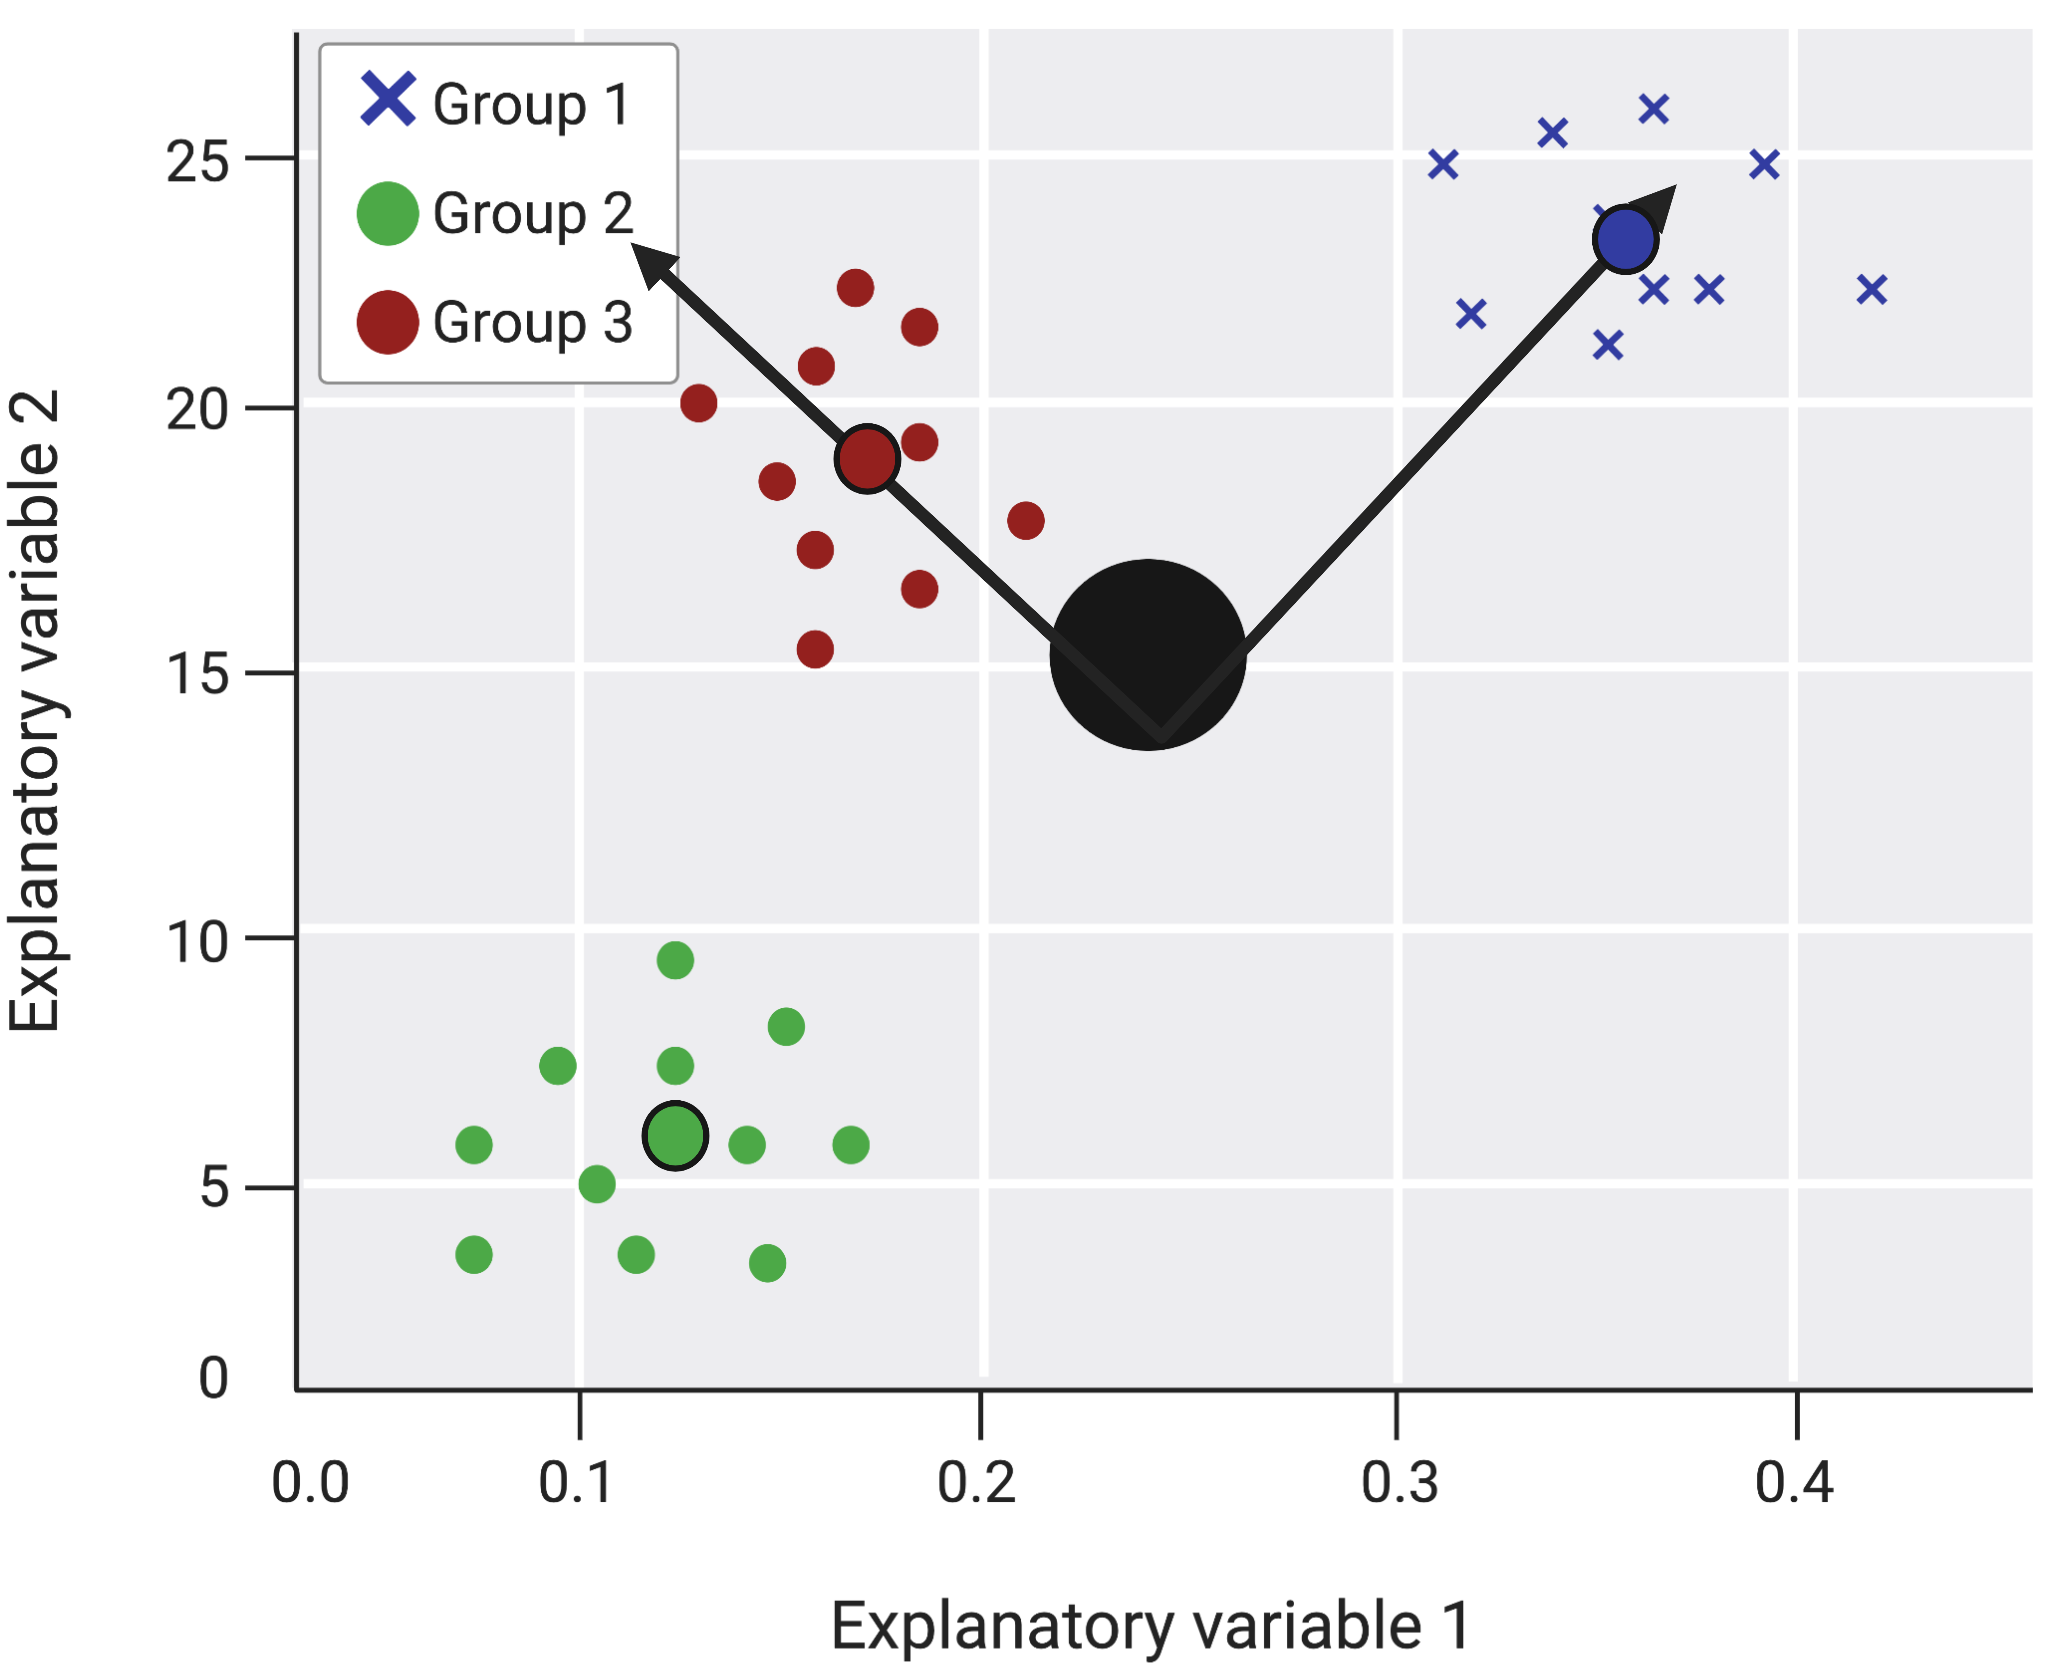 Group 1
Group 2
Group 3
25
20
15
10
5
0
0.0 0.1 0.2 0.3 0.4
Explanatory variable 1
Explanatory variable 2